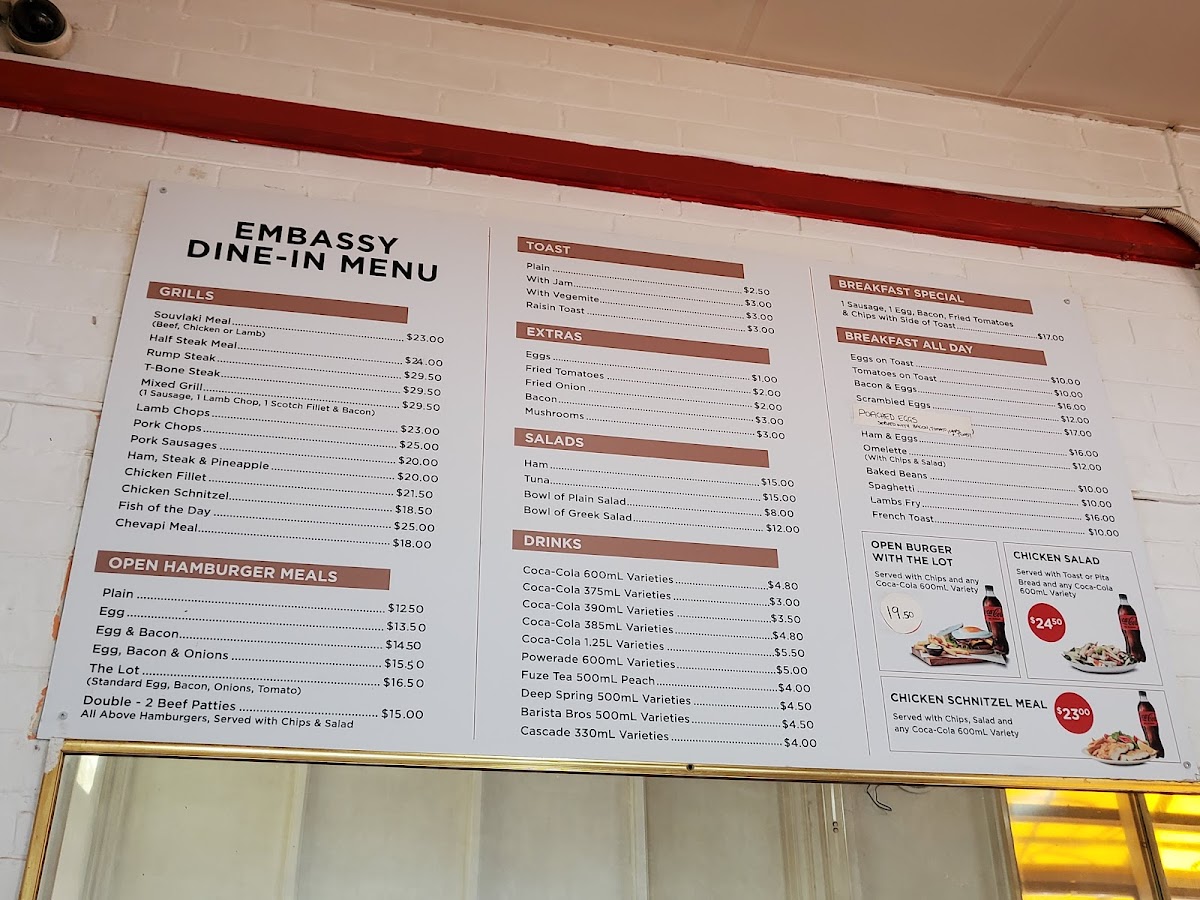 EMBASSY
DINE-IN MENU
GRILLS
Souvlaki Meal $23.00
(Beef, Chicken or Lamb)
Half Steak Meal $24.00
Rump Steak $29.50
T-Bone Steak $29.50
Mixed Grill $29.50
(1 Sausage, 1 Lamb Chop, 1 Scotch Fillet & Bacon)
Lamb Chops $23.00
Pork Chops $25.00
Pork Sausages $20.00
Ham, Steak & Pineapple $20.00
Chicken Fillet $21.50
Chicken Schnitzel $18.50
Fish of the Day $25.00
Chevapi Meal $18.00
OPEN HAMBURGER MEALS
Plain $12.50
Egg $13.50
Egg & Bacon $14.50
Egg, Bacon & Onions $15.50
The Lot $16.50
(Standard Egg, Bacon, Onions, Tomato)
Double - 2 Beef Patties $15.00
All Above Hamburgers, Served with Chips & Salad
TOAST
Plain $2.50
With Jam $3.00
With Vegemite $3.00
Raisin Toast $3.00
EXTRAS
Eggs $1.00
Fried Tomatoes $2.00
Fried Onion $2.00
Bacon $3.00
Mushrooms $3.00
SALADS
Ham $15.00
Tuna $15.00
Bowl of Plain Salad $8.00
Bowl of Greek Salad $12.00
DRINKS
Coca-Cola 600mL Varieties $4.80
Coca-Cola 375mL Varieties $3.00
Coca-Cola 390mL Varieties $3.50
Coca-Cola 385mL Varieties $4.80
Coca-Cola 1.25L Varieties $5.50
Powerade 600mL Varieties $5.00
Fuze Tea 500mL Peach $4.00
Deep Spring 500mL Varieties $4.50
Barista Bros 500mL Varieties $4.50
Cascade 330mL Varieties $4.00
BREAKFAST SPECIAL
1 Sausage, 1 Egg, Bacon, Fried Tomatoes
& Chips with Side of Toast $17.00
BREAKFAST ALL DAY
Eggs on Toast $10.00
Tomatoes on Toast $10.00
Bacon & Eggs $16.00
Scrambled Eggs $12.00
POACHED EGGS $17.00
SERVED WITH BACON,
Ham & Eggs $16.00
Omelette $12.00
(With Chips & Salad)
Baked Beans $10.00
Spaghetti $10.00
Lambs Fry $16.00
French Toast $10.00
OPEN BURGER
WITH THE LOT
Served with Chips and any
Coca-Cola 600mL Variety
19.50
CHICKEN SALAD
Served with Toast or Pita
Bread and any Coca-Cola
600mL Variety
$24.50
CHICKEN SCHNITZEL MEAL
Served with Chips, Salad and
any Coca-Cola 600mL Variety
$23.00